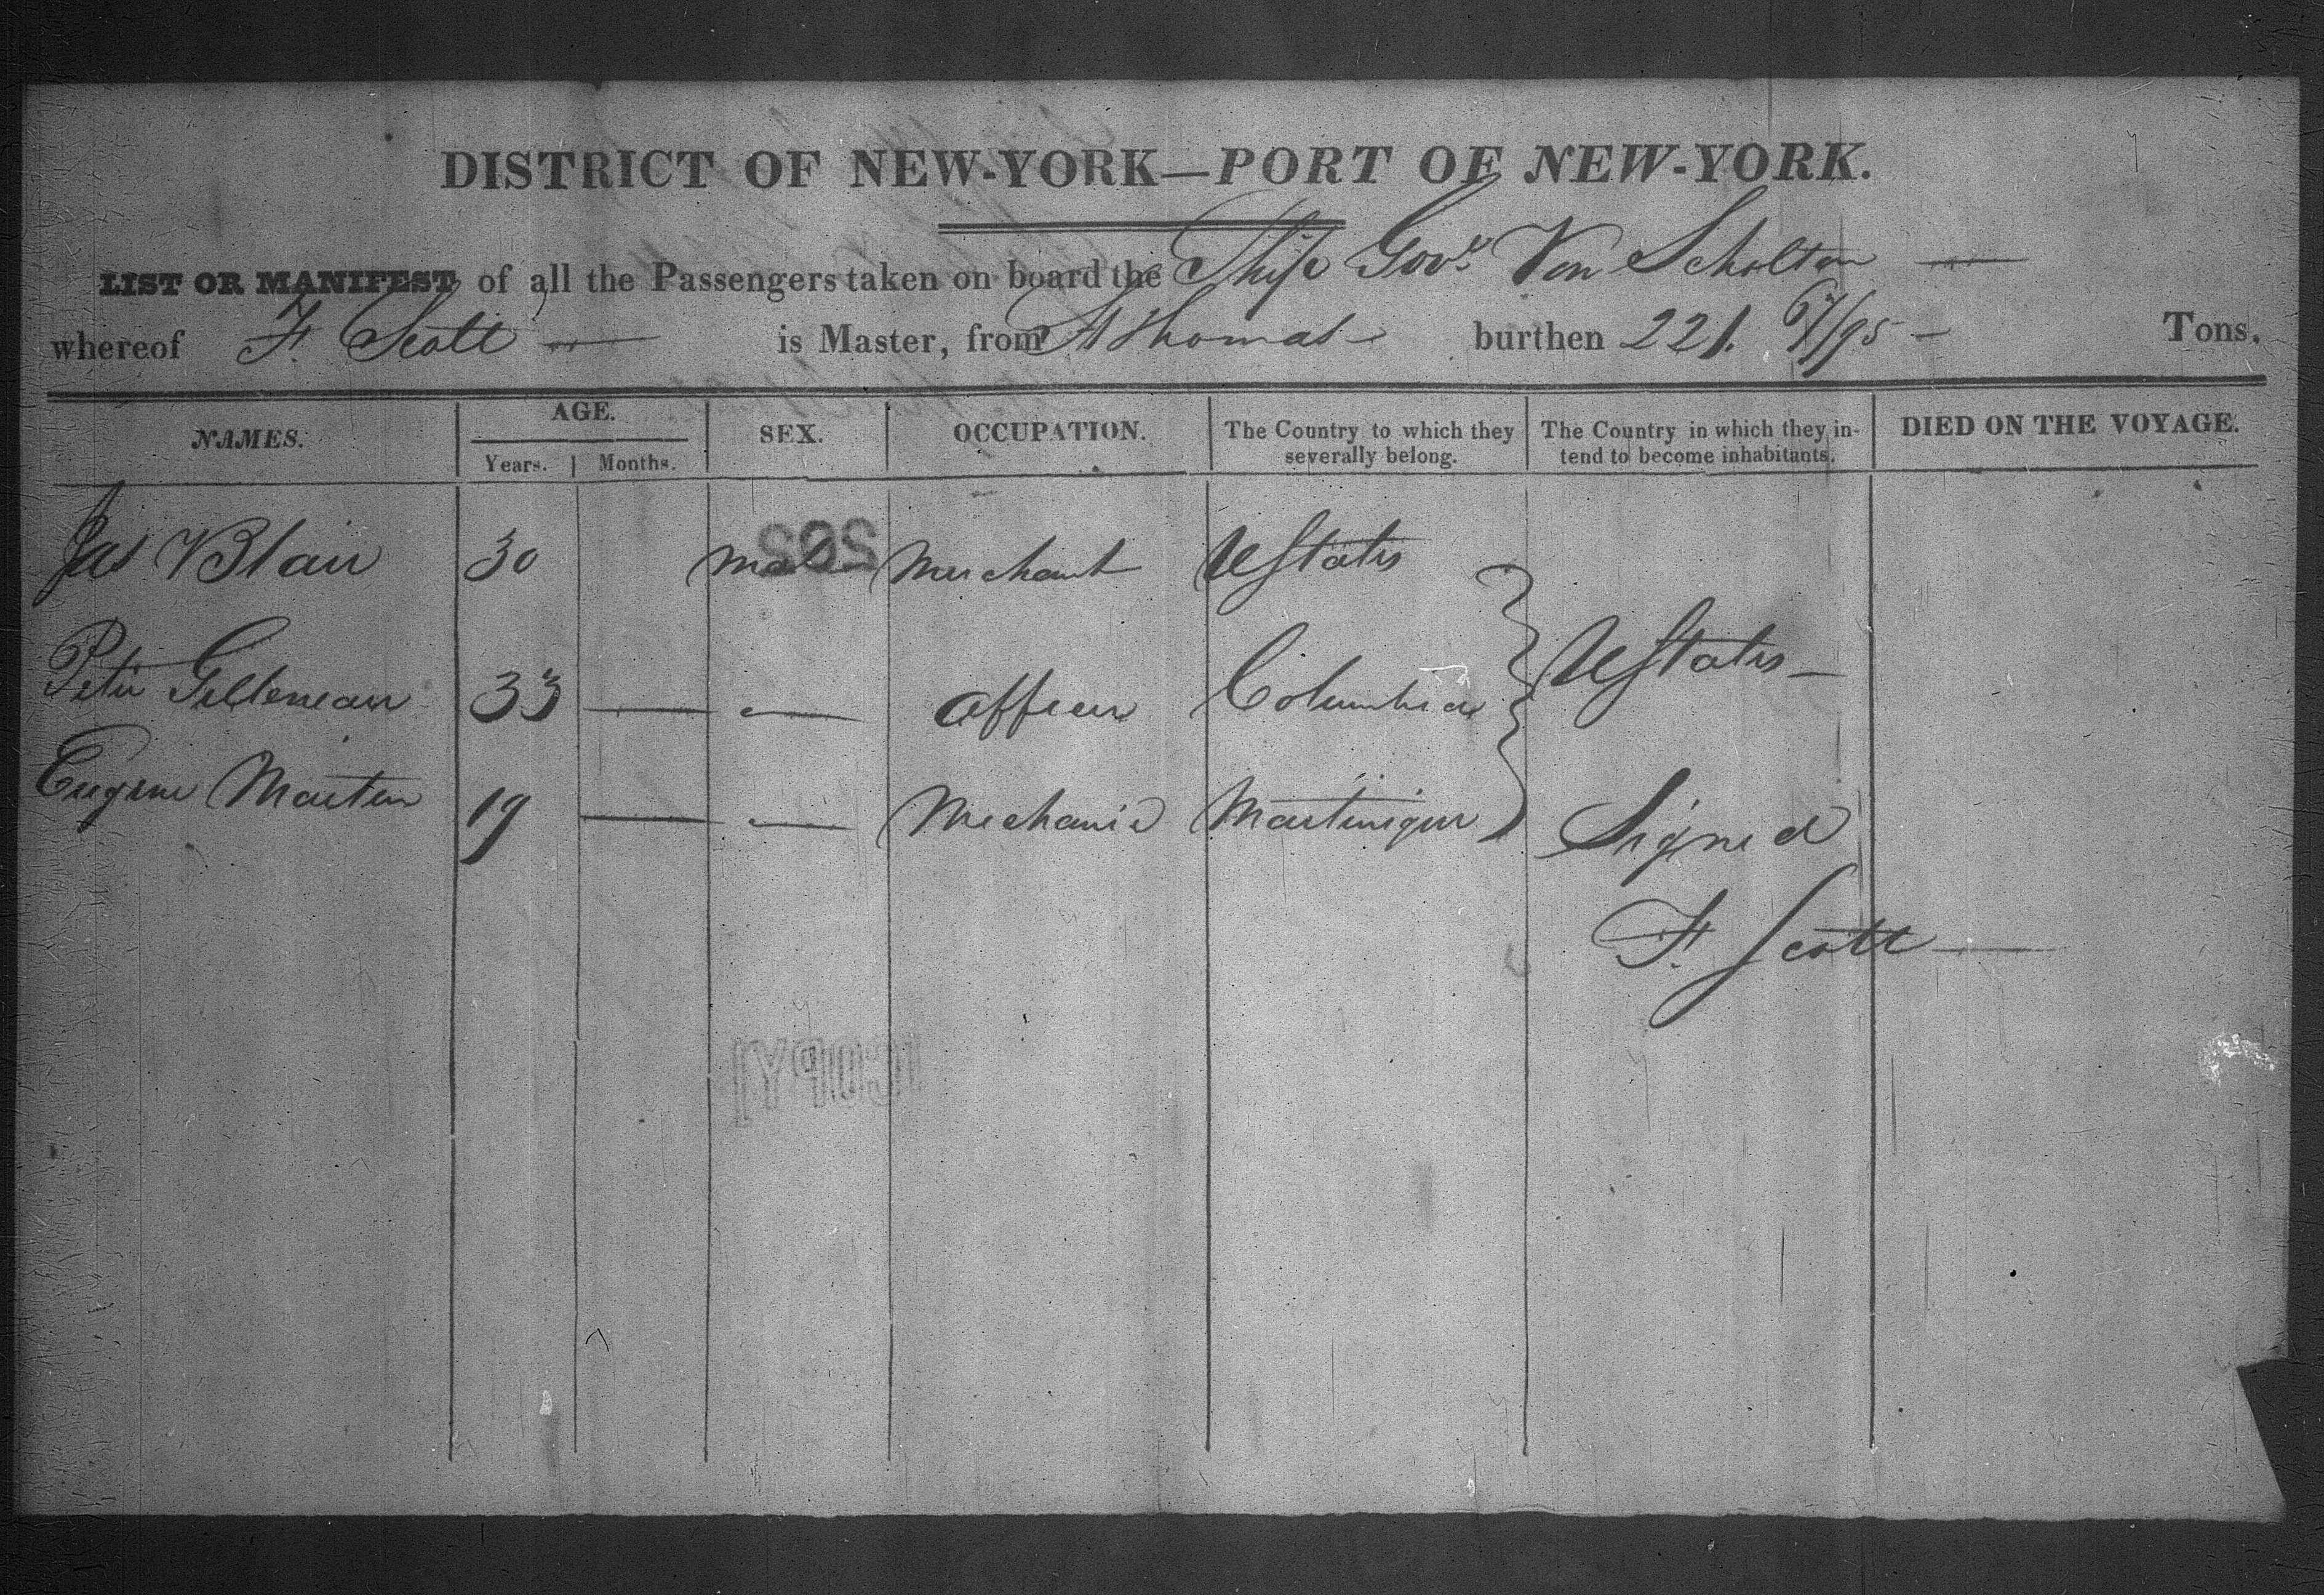 DISTRICT OF NEW-YORK—PORT OF NEW-YORK.
LIST OR MANIFEST of all the Passengers taken on board the Ship Govr. Von Scholten
whereof F. Scott is Master, from St Thomas burthen 221. 67/95 Tons.
NAMES. AGE. SEX. OCCUPATION. The Country to which they severally belong. The Country in which they intend to become inhabitants. DIED ON THE VOYAGE.
Years. Months.
Jas Blair 30 male Merchant UStates
Peter 33 — — Officer Columbia UStates —
Eugene Martin 19 — — Mechanic Martinique
Signed
F. Scott
202
COPY